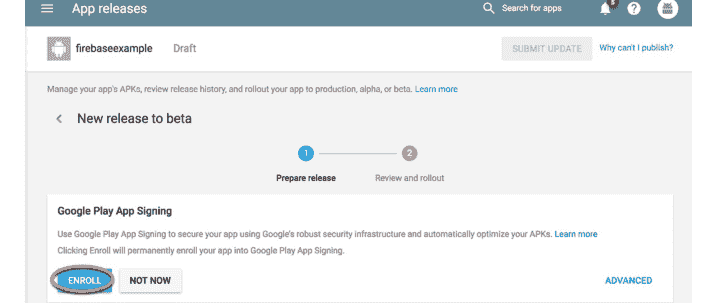 App releases
Search for apps
firebaseexample Draft
SUBMIT UPDATE Why can't I publish?
Manage your app's APKs, review release history, and rollout your app to production, alpha, or beta. Learn more
New release to beta
1 2
Prepare release Review and rollout
Google Play App Signing
Use Google Play App Signing to secure your app using Google's robust security infrastructure and automatically optimize your APKs. Learn more
Clicking Enroll will permanently enroll your app into Google Play App Signing.
ENROLL NOT NOW ADVANCED